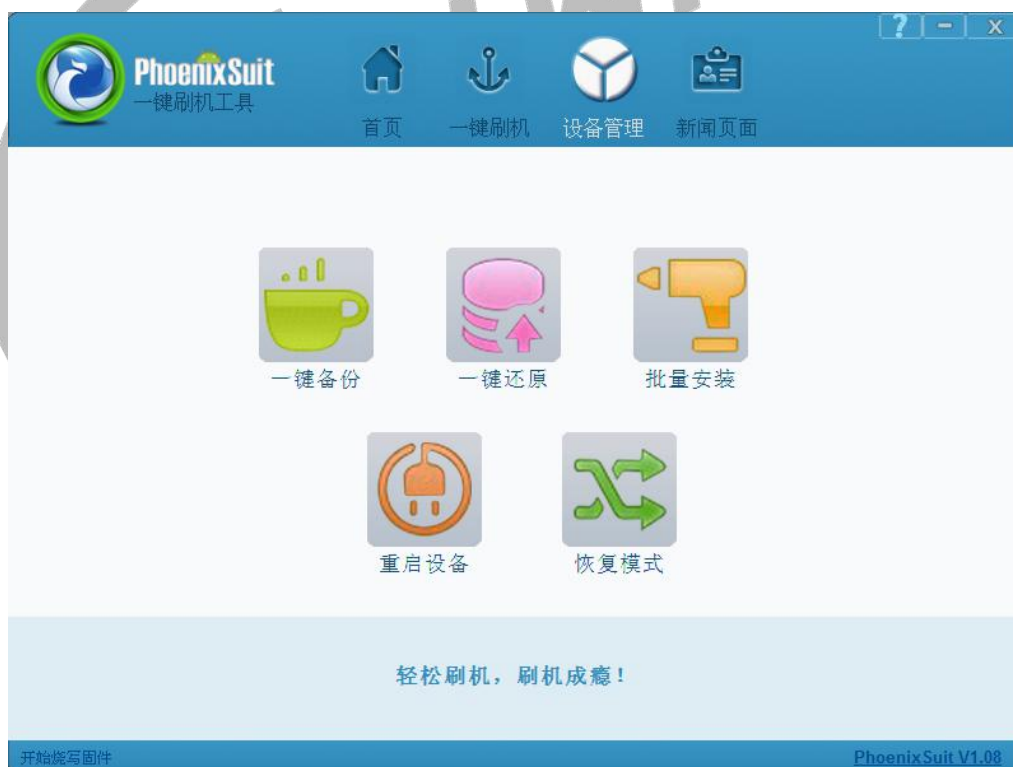 ? － x
PhoenixSuit
一键刷机工具
首页 一键刷机 设备管理 新闻页面
一键备份 一键还原 批量安装
重启设备 恢复模式
轻松刷机，刷机成瘾！
开始烧写固件 PhoenixSuit V1.08